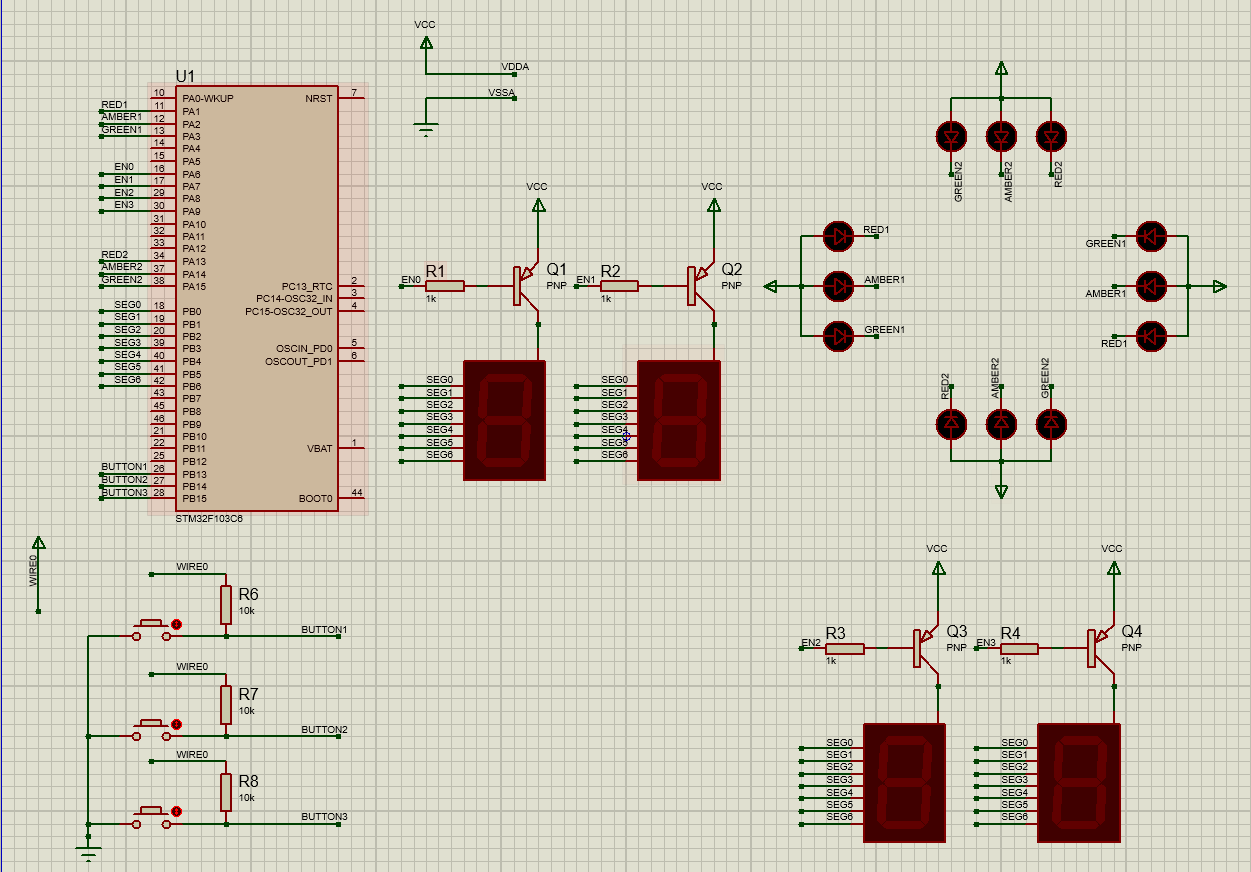 VCC
VDDA
VSSA
U1
10 PA0-WKUP NRST 7
RED1 11 PA1
AMBER1 12 PA2
GREEN1 13 PA3
14 PA4
15 PA5
EN0 16 PA6
EN1 17 PA7
EN2 29 PA8
EN3 30 PA9
31 PA10
32 PA11
33 PA12
RED2 34 PA13
AMBER2 37 PA14
GREEN2 38 PA15
PC13_RTC 2
PC14-OSC32_IN 3
PC15-OSC32_OUT 4
SEG0 18 PB0
SEG1 19 PB1
SEG2 20 PB2
SEG3 39 PB3 OSCIN_PD0 5
SEG4 40 PB4 OSCOUT_PD1 6
SEG5 41 PB5
SEG6 42 PB6
43 PB7
45 PB8
46 PB9
21 PB10
22 PB11 VBAT 1
25 PB12
BUTTON1 26 PB13
BUTTON2 27 PB14
BUTTON3 28 PB15 BOOT0 44
STM32F103C6
VCC
EN0 R1 1k
Q1
PNP
SEG0
SEG1
SEG2
SEG3
SEG4
SEG5
SEG6
VCC
EN1 R2 1k
Q2
PNP
SEG0
SEG1
SEG2
SEG3
SEG4
SEG5
SEG6
GREEN2 AMBER2 RED2
RED1
AMBER1
GREEN1
GREEN1
AMBER1
RED1
RED2 AMBER2 GREEN2
WIRE0
WIRE0
R6
10k
BUTTON1
WIRE0
R7
10k
BUTTON2
WIRE0
R8
10k
BUTTON3
VCC
EN2 R3 1k
Q3
PNP
SEG0
SEG1
SEG2
SEG3
SEG4
SEG5
SEG6
VCC
EN3 R4 1k
Q4
PNP
SEG0
SEG1
SEG2
SEG3
SEG4
SEG5
SEG6